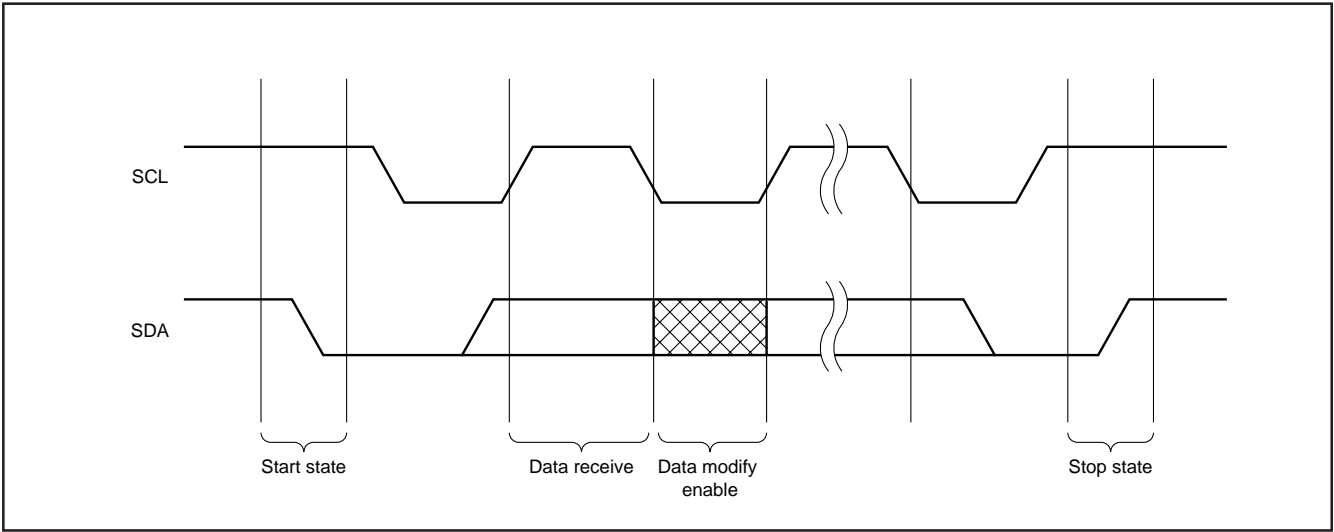 SCL
SDA
Start state
Data receive
Data modify
enable
Stop state